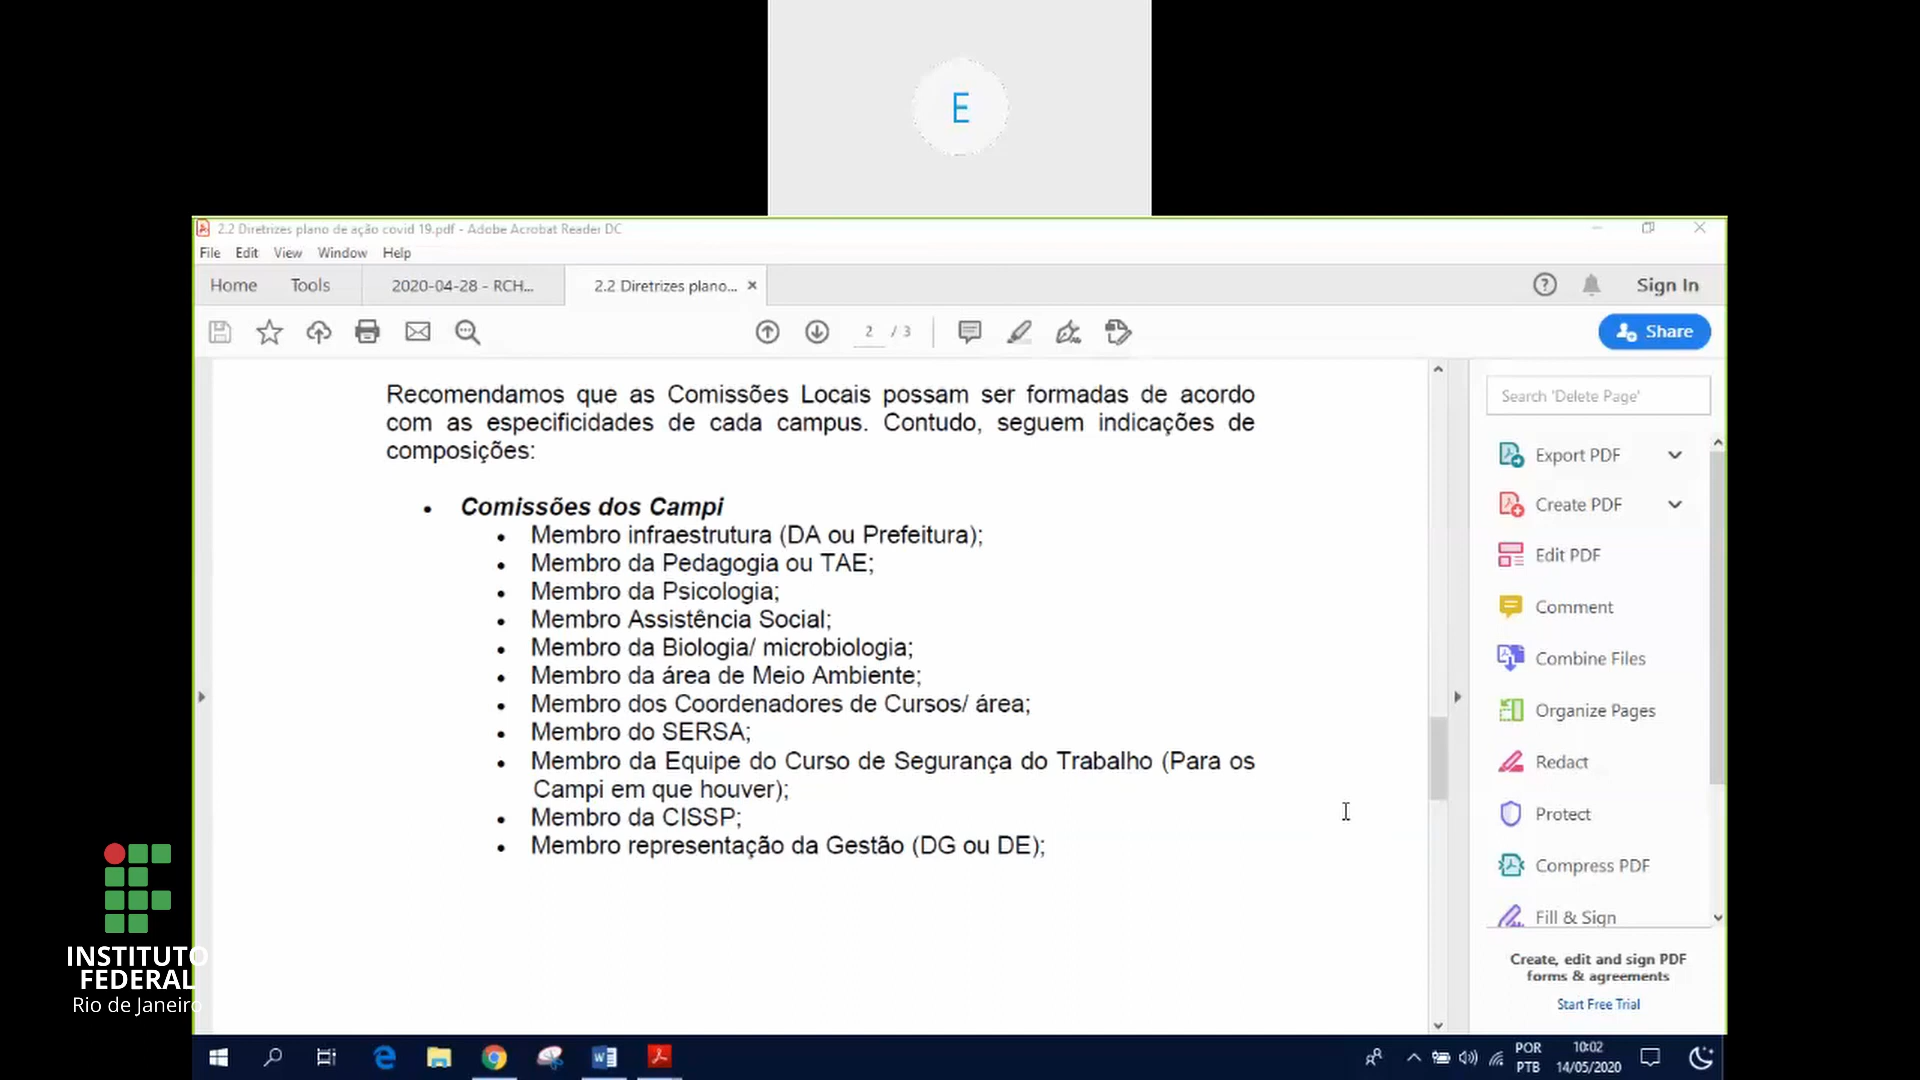 E
2.2 Diretrizes plano de ação covid 19.pdf - Adobe Acrobat Reader DC
File Edit View Window Help
Home Tools 2020-04-28 - RCH... 2.2 Diretrizes plano... Sign In
2 / 3 Share
Recomendamos que as Comissões Locais possam ser formadas de acordo
com as especificidades de cada campus. Contudo, seguem indicações de
composições:
• Comissões dos Campi
• Membro infraestrutura (DA ou Prefeitura);
• Membro da Pedagogia ou TAE;
• Membro da Psicologia;
• Membro Assistência Social;
• Membro da Biologia/ microbiologia;
• Membro da área de Meio Ambiente;
• Membro dos Coordenadores de Cursos/ área;
• Membro do SERSA;
• Membro da Equipe do Curso de Segurança do Trabalho (Para os
Campi em que houver);
• Membro da CISSP;
• Membro representação da Gestão (DG ou DE);
Search 'Delete Page'
Export PDF
Create PDF
Edit PDF
Comment
Combine Files
Organize Pages
Redact
Protect
Compress PDF
Fill & Sign
Create, edit and sign PDF
forms & agreements
Start Free Trial
INSTITUTO
FEDERAL
Rio de Janeiro
POR
PTB
10:02
14/05/2020